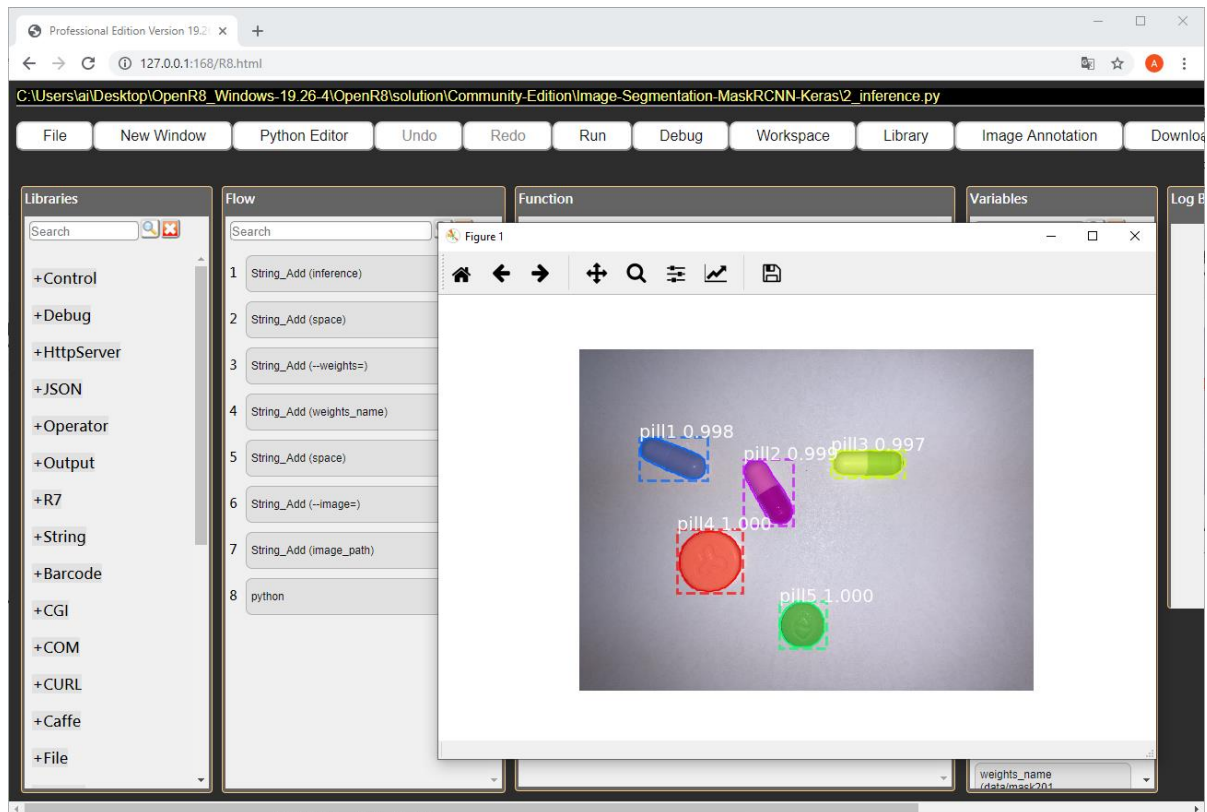 Professional Edition Version 19.2
127.0.0.1:168/R8.html
A
C:\Users\ai\Desktop\OpenR8_Windows-19.26-4\OpenR8\solution\Community-Edition\Image-Segmentation-MaskRCNN-Keras\2_inference.py
File New Window Python Editor Undo Redo Run Debug Workspace Library Image Annotation Downloa
Libraries
Search
+Control
+Debug
+HttpServer
+JSON
+Operator
+Output
+R7
+String
+Barcode
+CGI
+COM
+CURL
+Caffe
+File
Flow
Search
1 String_Add (inference)
2 String_Add (space)
3 String_Add (--weights=)
4 String_Add (weights_name)
5 String_Add (space)
6 String_Add (--image=)
7 String_Add (image_path)
8 python
Function
Figure 1
pill1 0.998
pill2 0.999
pill3 0.997
pill4 1.000
pill5 1.000
Variables
weights_name
(data/mask201
Log B